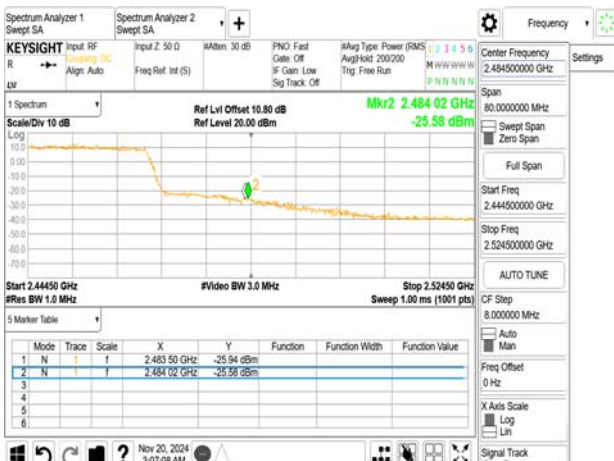 Spectrum Analyzer 1
Swept SA
Spectrum Analyzer 2
Swept SA
+
Frequency
KEYSIGHT
R
Input: RF
Coupling: DC
Align: Auto
Input Z: 50 Ω
Freq Ref: Int (S)
#Atten: 30 dB
PNO: Fast
Gate: Off
IF Gain: Low
Sig Track: Off
#Avg Type: Power (RMS
Avg|Hold: 200/200
Trig: Free Run
1 2 3 4 5 6
M W W W W W
P N N N N N
1 Spectrum
Scale/Div 10 dB
Ref Lvl Offset 10.80 dB
Ref Level 20.00 dBm
Mkr2 2.484 02 GHz
-25.58 dBm
Log
10.0
0.00
-10.0
-20.0
-30.0
-40.0
-50.0
-60.0
-70.0
2
Start 2.44450 GHz
#Res BW 1.0 MHz
#Video BW 3.0 MHz
Stop 2.52450 GHz
Sweep 1.00 ms (1001 pts)
5 Marker Table
Mode Trace Scale X Y Function Function Width Function Value
1 N 1 f 2.483 50 GHz -25.94 dBm
2 N 1 f 2.484 02 GHz -25.58 dBm
3
4
5
6
?
Nov 20, 2024
3:07:08 AM
Center Frequency
2.484500000 GHz
Settings
Span
80.0000000 MHz
Swept Span
Zero Span
Full Span
Start Freq
2.444500000 GHz
Stop Freq
2.524500000 GHz
AUTO TUNE
CF Step
8.000000 MHz
Auto
Man
Freq Offset
0 Hz
X Axis Scale
Log
Lin
Signal Track